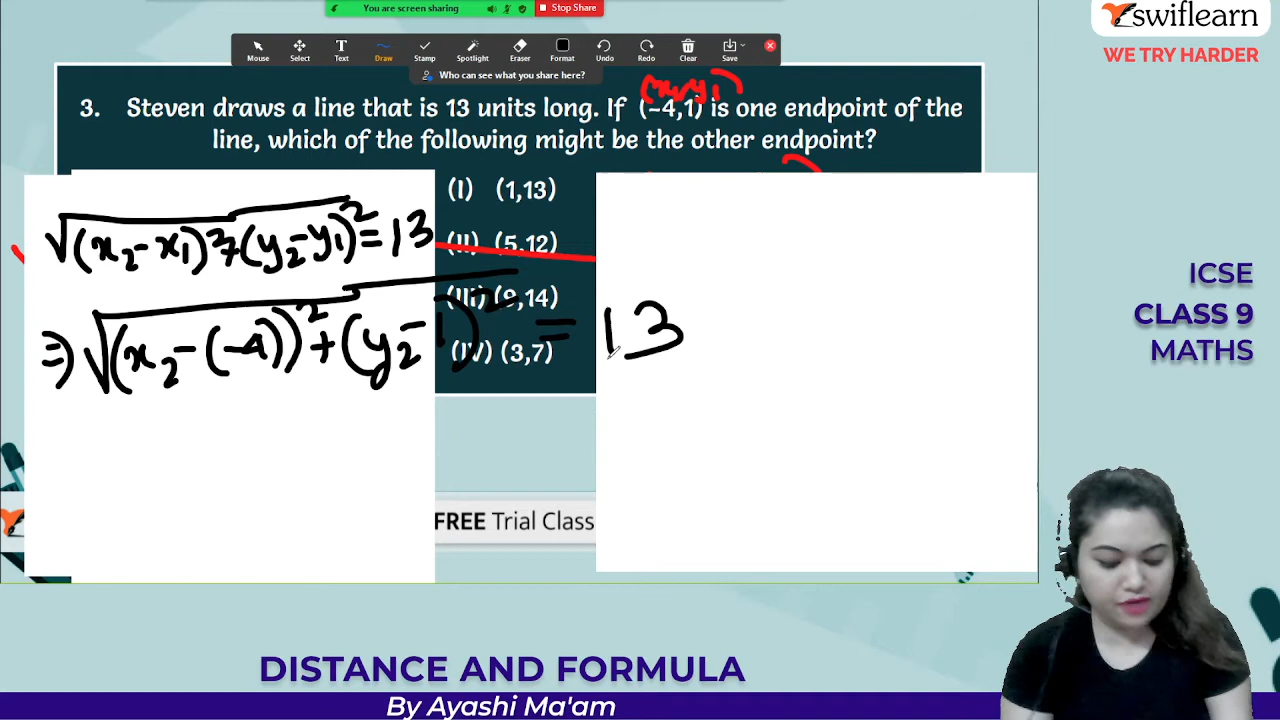 You are screen sharing
Stop Share
swiflearn
WE TRY HARDER
Mouse Select Text Draw Stamp Spotlight Eraser Format Undo Redo Clear Save
Who can see what you share here?
(x₁,y₁)
3. Steven draws a line that is 13 units long. If (−4,1) is one endpoint of the
line, which of the following might be the other endpoint?
(I) (1,13)
(II) (5,12)
(III) (9,14)
(IV) (3,7)
√(x₂−x₁)²+(y₂−y₁)² = 13
⇒ √(x₂−(−4))²+(y₂−1)² = 13
ICSE
CLASS 9
MATHS
FREE Trial Class
DISTANCE AND FORMULA
By Ayashi Ma'am